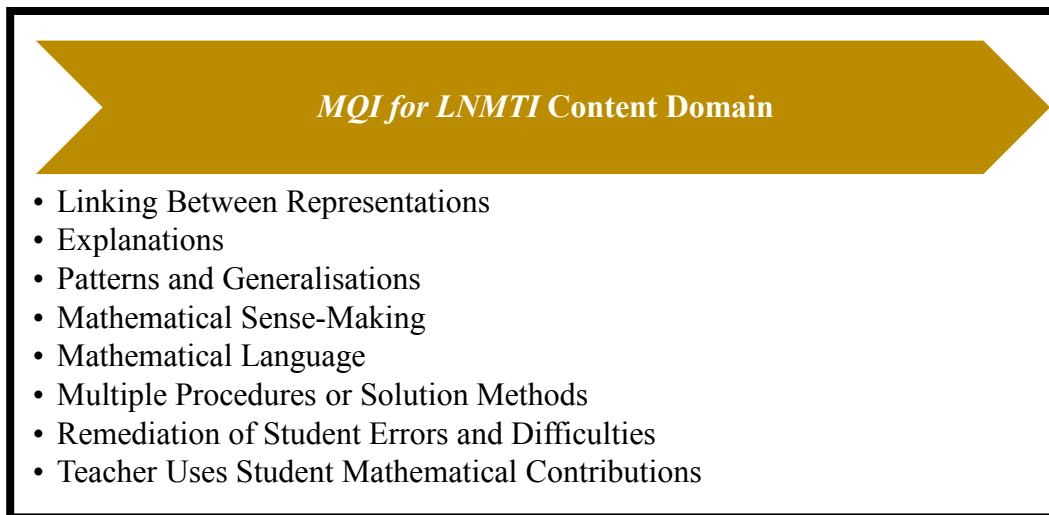 MQI for LNMTI Content Domain
• Linking Between Representations
• Explanations
• Patterns and Generalisations
• Mathematical Sense-Making
• Mathematical Language
• Multiple Procedures or Solution Methods
• Remediation of Student Errors and Difficulties
• Teacher Uses Student Mathematical Contributions